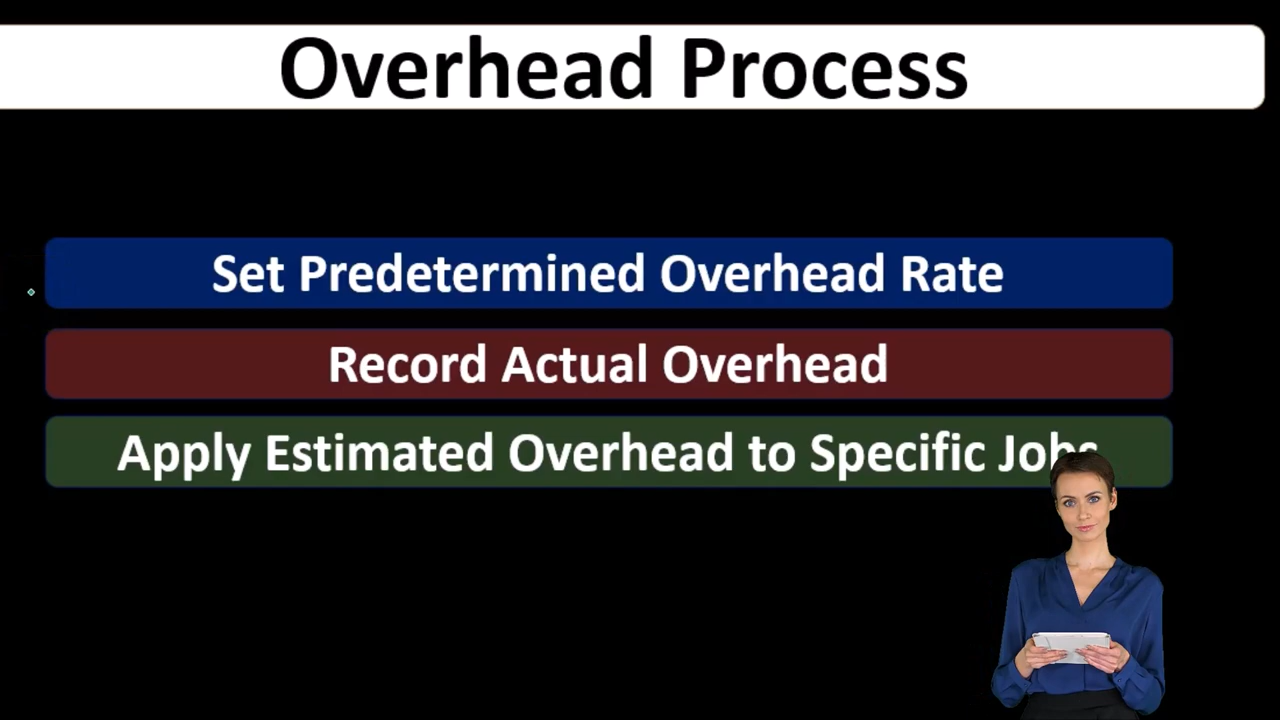 Overhead Process
Set Predetermined Overhead Rate
Record Actual Overhead
Apply Estimated Overhead to Specific Jobs